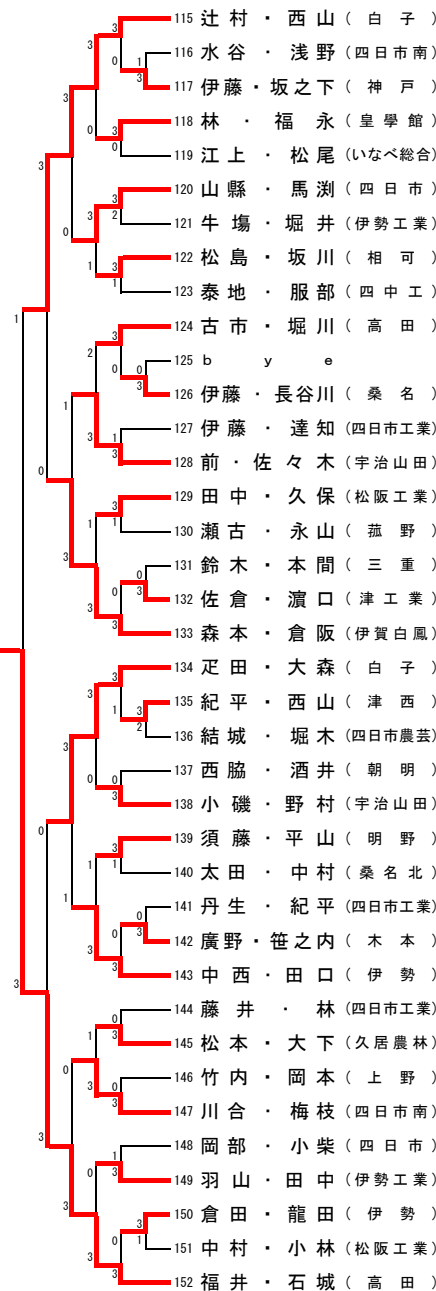 115 辻村・西山 (白子)
116 水谷・浅野 (四日市南)
117 伊藤・坂之下 (神戸)
118 林・福永 (皇學館)
119 江上・松尾 (いなべ総合)
120 山縣・馬渕 (四日市)
121 牛塲・堀井 (伊勢工業)
122 松島・坂川 (相可)
123 泰地・服部 (四中工)
124 古市・堀川 (高田)
125 bye
126 伊藤・長谷川 (桑名)
127 伊藤・達知 (四日市工業)
128 前・佐々木 (宇治山田)
129 田中・久保 (松阪工業)
130 瀬古・永山 (菰野)
131 鈴木・本間 (三重)
132 佐倉・濵口 (津工業)
133 森本・倉阪 (伊賀白鳳)
134 疋田・大森 (白子)
135 紀平・西山 (津西)
136 結城・堀木 (四日市農芸)
137 西脇・酒井 (朝明)
138 小磯・野村 (宇治山田)
139 須藤・平山 (明野)
140 太田・中村 (桑名北)
141 丹生・紀平 (四日市工業)
142 廣野・笹之内 (木本)
143 中西・田口 (伊勢)
144 藤井・林 (四日市工業)
145 松本・大下 (久居農林)
146 竹内・岡本 (上野)
147 川合・梅枝 (四日市南)
148 岡部・小柴 (四日市)
149 羽山・田中 (伊勢工業)
150 倉田・龍田 (伊勢)
151 中村・小林 (松阪工業)
152 福井・石城 (高田)